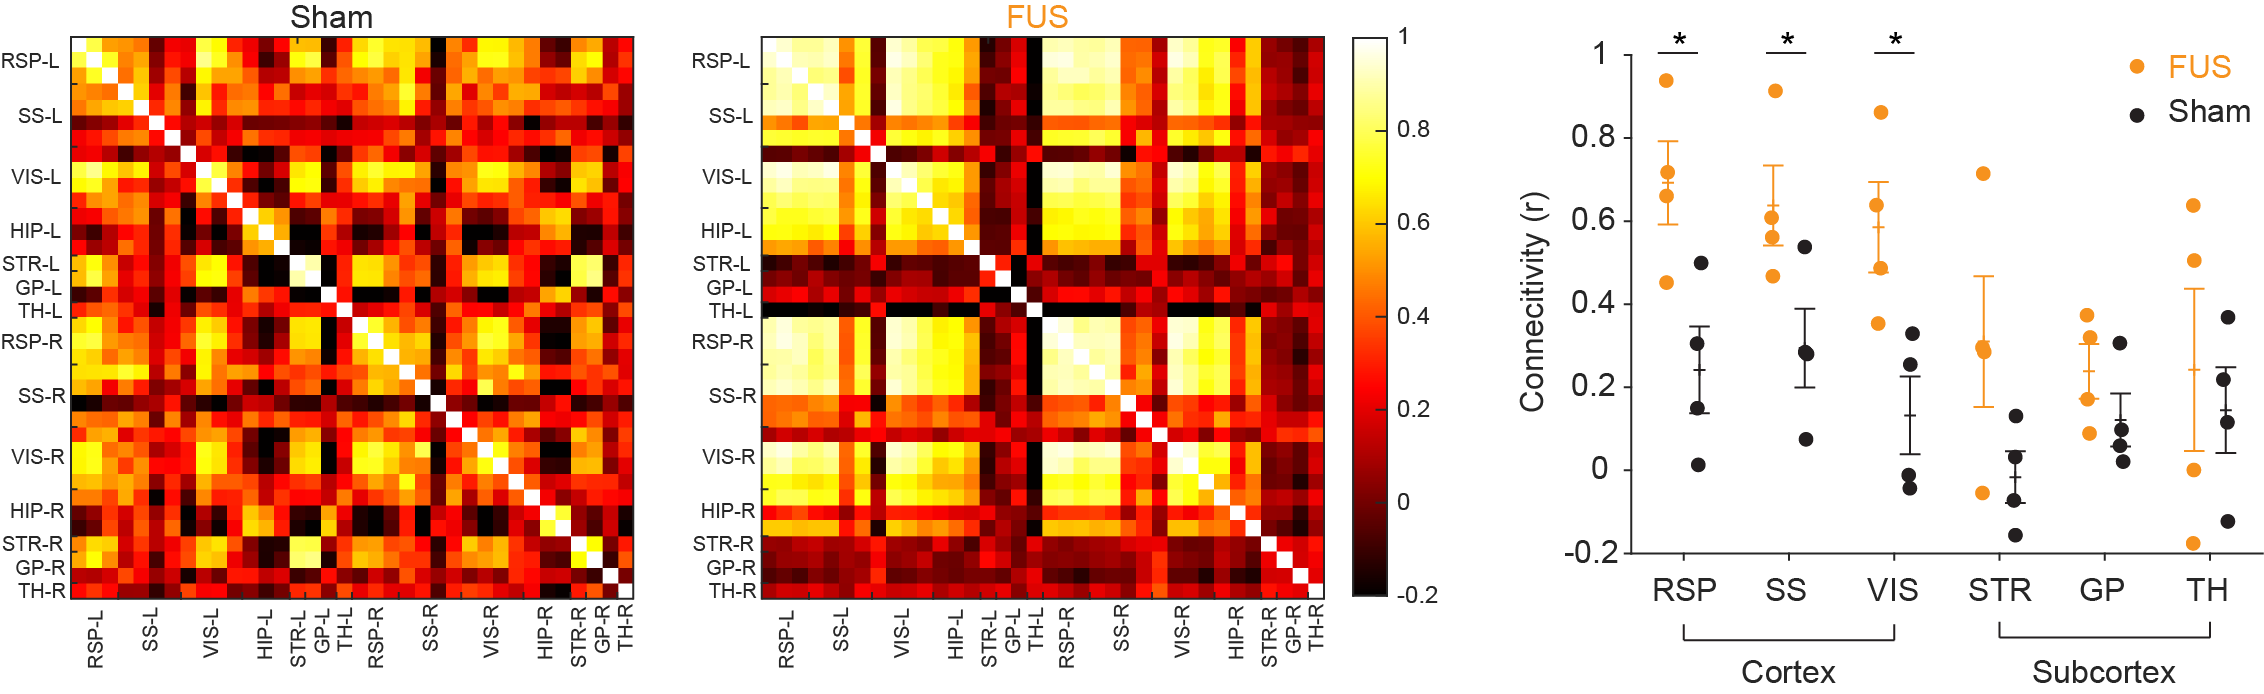 Sham
RSP-L
SS-L
VIS-L
HIP-L
STR-L
GP-L
TH-L
RSP-R
SS-R
VIS-R
HIP-R
STR-R
GP-R
TH-R
RSP-L
SS-L
VIS-L
HIP-L
STR-L
GP-L
TH-L
RSP-R
SS-R
VIS-R
HIP-R
STR-R
GP-R
TH-R
FUS
RSP-L
SS-L
VIS-L
HIP-L
STR-L
GP-L
TH-L
RSP-R
SS-R
VIS-R
HIP-R
STR-R
GP-R
TH-R
RSP-L
SS-L
VIS-L
HIP-L
STR-L
GP-L
TH-L
RSP-R
SS-R
VIS-R
HIP-R
STR-R
GP-R
TH-R
1
0.8
0.6
0.4
0.2
0
-0.2
Connecitivity (r)
1
0.8
0.6
0.4
0.2
0
-0.2
* * *
FUS
Sham
RSP SS VIS STR GP TH
Cortex Subcortex